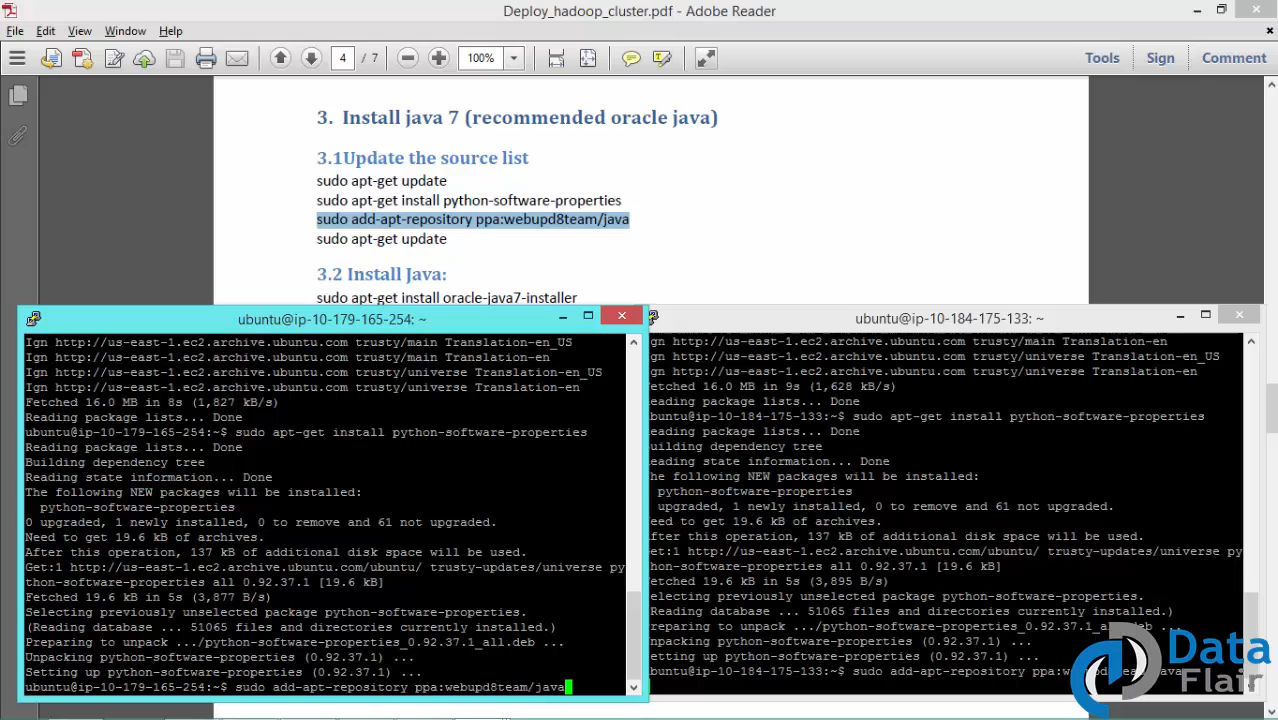 Deploy_hadoop_cluster.pdf - Adobe Reader
File Edit View Window Help
4 / 7 100% Tools Sign Comment
3. Install java 7 (recommended oracle java)
3.1Update the source list
sudo apt-get update
sudo apt-get install python-software-properties
sudo add-apt-repository ppa:webupd8team/java
sudo apt-get update
3.2 Install Java:
sudo apt-get install oracle-java7-installer
ubuntu@ip-10-179-165-254: ~
Ign http://us-east-1.ec2.archive.ubuntu.com trusty/main Translation-en_US
Ign http://us-east-1.ec2.archive.ubuntu.com trusty/main Translation-en
Ign http://us-east-1.ec2.archive.ubuntu.com trusty/universe Translation-en_US
Ign http://us-east-1.ec2.archive.ubuntu.com trusty/universe Translation-en
Fetched 16.0 MB in 8s (1,827 kB/s)
Reading package lists... Done
ubuntu@ip-10-179-165-254:~$ sudo apt-get install python-software-properties
Reading package lists... Done
Building dependency tree
Reading state information... Done
The following NEW packages will be installed:
python-software-properties
0 upgraded, 1 newly installed, 0 to remove and 61 not upgraded.
Need to get 19.6 kB of archives.
After this operation, 137 kB of additional disk space will be used.
Get:1 http://us-east-1.ec2.archive.ubuntu.com/ubuntu/ trusty-updates/universe py
thon-software-properties all 0.92.37.1 [19.6 kB]
Fetched 19.6 kB in 5s (3,877 B/s)
Selecting previously unselected package python-software-properties.
(Reading database ... 51065 files and directories currently installed.)
Preparing to unpack .../python-software-properties_0.92.37.1_all.deb ...
Unpacking python-software-properties (0.92.37.1) ...
Setting up python-software-properties (0.92.37.1) ...
ubuntu@ip-10-179-165-254:~$ sudo add-apt-repository ppa:webupd8team/java
ubuntu@ip-10-184-175-133: ~
gn http://us-east-1.ec2.archive.ubuntu.com trusty/main Translation-en
gn http://us-east-1.ec2.archive.ubuntu.com trusty/universe Translation-en_US
gn http://us-east-1.ec2.archive.ubuntu.com trusty/universe Translation-en
etched 16.0 MB in 9s (1,628 kB/s)
eading package lists... Done
buntu@ip-10-184-175-133:~$ sudo apt-get install python-software-properties
eading package lists... Done
uilding dependency tree
eading state information... Done
he following NEW packages will be installed:
python-software-properties
upgraded, 1 newly installed, 0 to remove and 61 not upgraded.
eed to get 19.6 kB of archives.
fter this operation, 137 kB of additional disk space will be used.
et:1 http://us-east-1.ec2.archive.ubuntu.com/ubuntu/ trusty-updates/universe py
hon-software-properties all 0.92.37.1 [19.6 kB]
etched 19.6 kB in 5s (3,895 B/s)
electing previously unselected package python-software-properties.
Reading database ... 51065 files and directories currently installed.)
reparing to unpack .../python-software-properties_0.92.37.1_all.deb ...
npacking python-software-properties (0.92.37.1) ...
etting up python-software-properties (0.92.37.1) ...
buntu@ip-10-184-175-133:~$ sudo add-apt-repository
Data
Flair